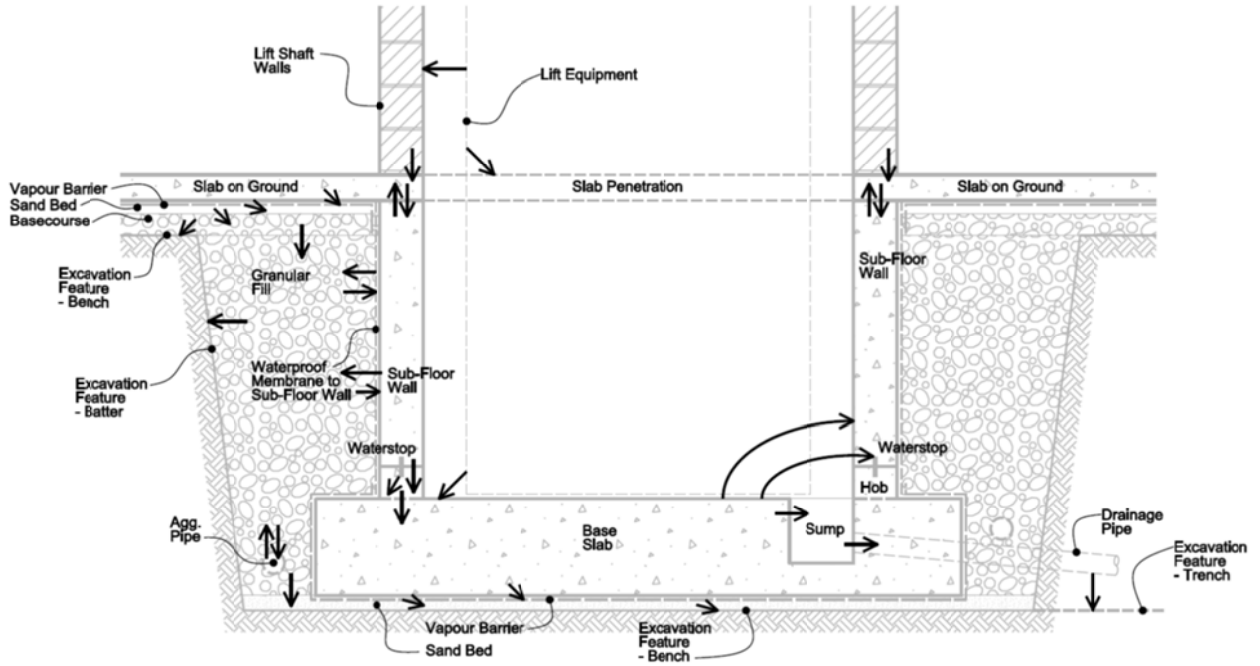 Lift Shaft
Walls
Lift Equipment
Vapour Barrier
Sand Bed
Basecourse
Slab on Ground
Slab Penetration
Slab on Ground
Excavation
Feature
- Bench
Granular
Fill
Sub-Floor
Wall
Waterproof
Membrane to
Sub-Floor Wall
Sub-Floor
Wall
Excavation
Feature
- Batter
Waterstop
Waterstop
Hob
Agg.
Pipe
Base
Slab
Sump
Drainage
Pipe
Excavation
Feature
- Trench
Vapour Barrier
Sand Bed
Excavation
Feature
- Bench